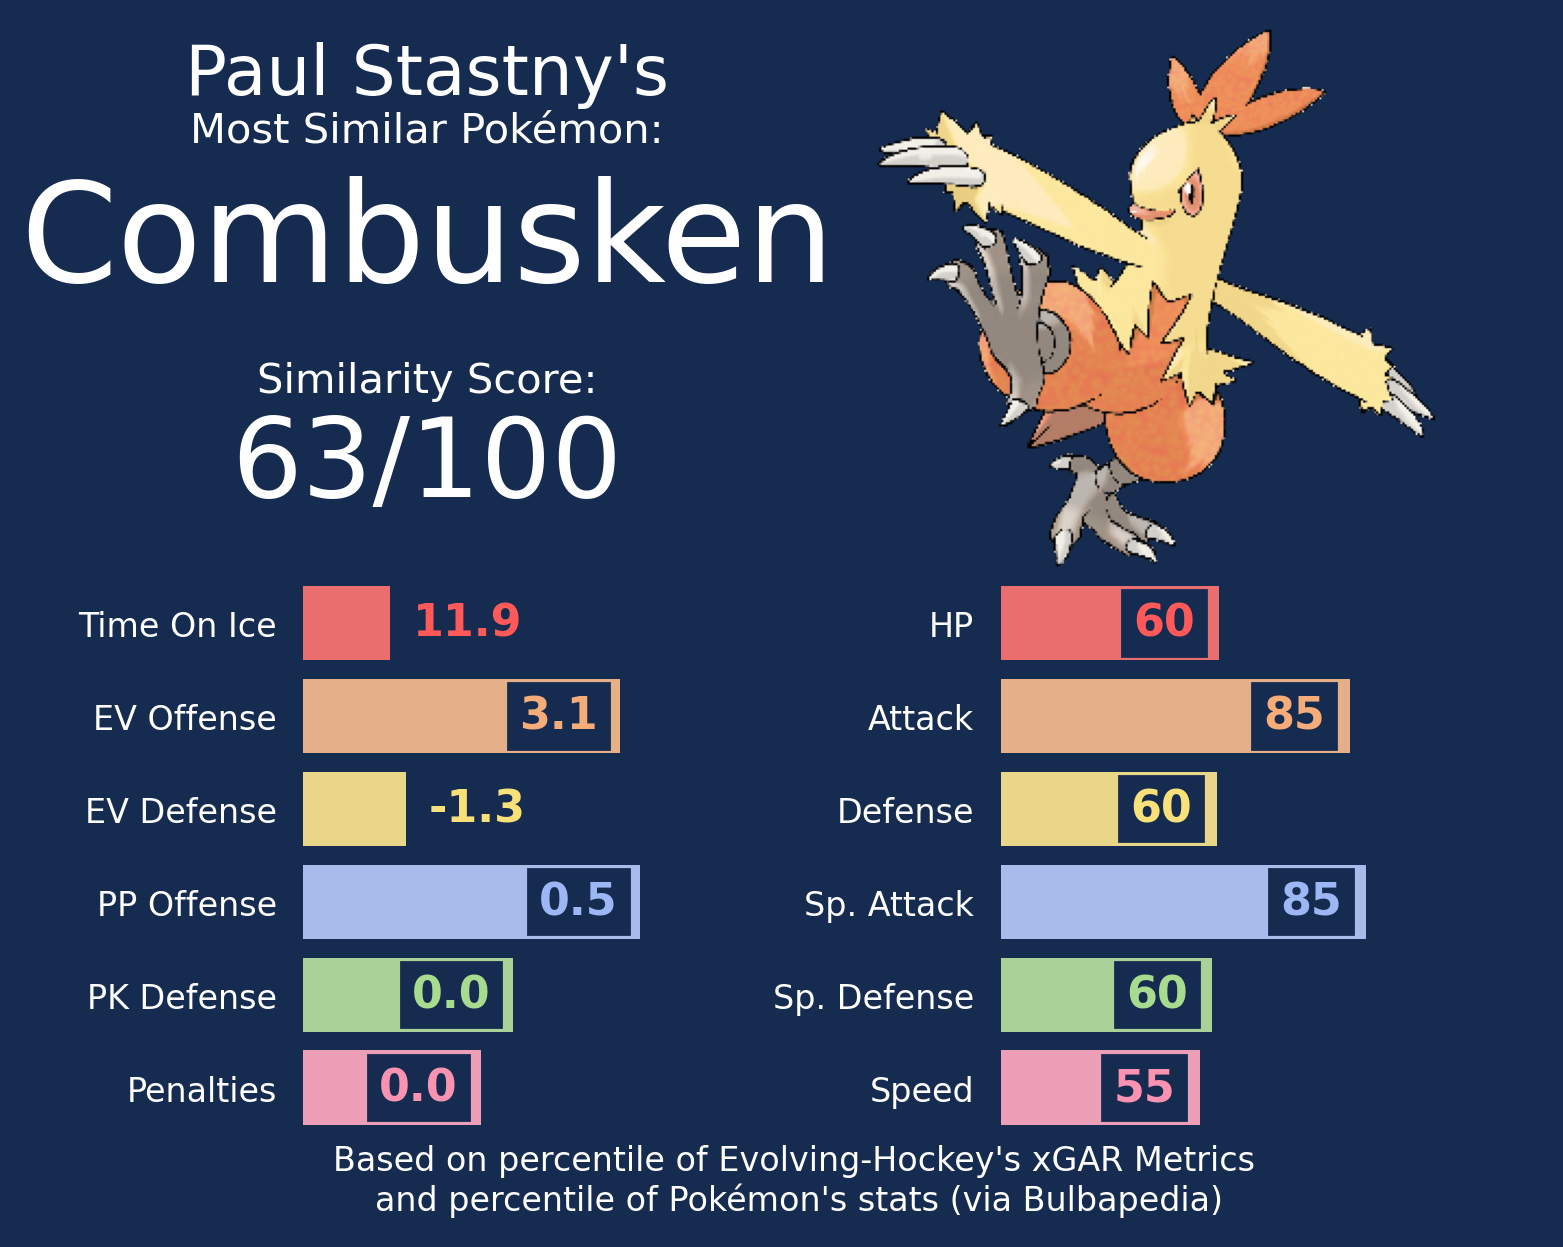 Paul Stastny's
Most Similar Pokémon:
Combusken
Similarity Score:
63/100
Time On Ice 11.9
EV Offense 3.1
EV Defense -1.3
PP Offense 0.5
PK Defense 0.0
Penalties 0.0
HP 60
Attack 85
Defense 60
Sp. Attack 85
Sp. Defense 60
Speed 55
Based on percentile of Evolving-Hockey's xGAR Metrics
and percentile of Pokémon's stats (via Bulbapedia)